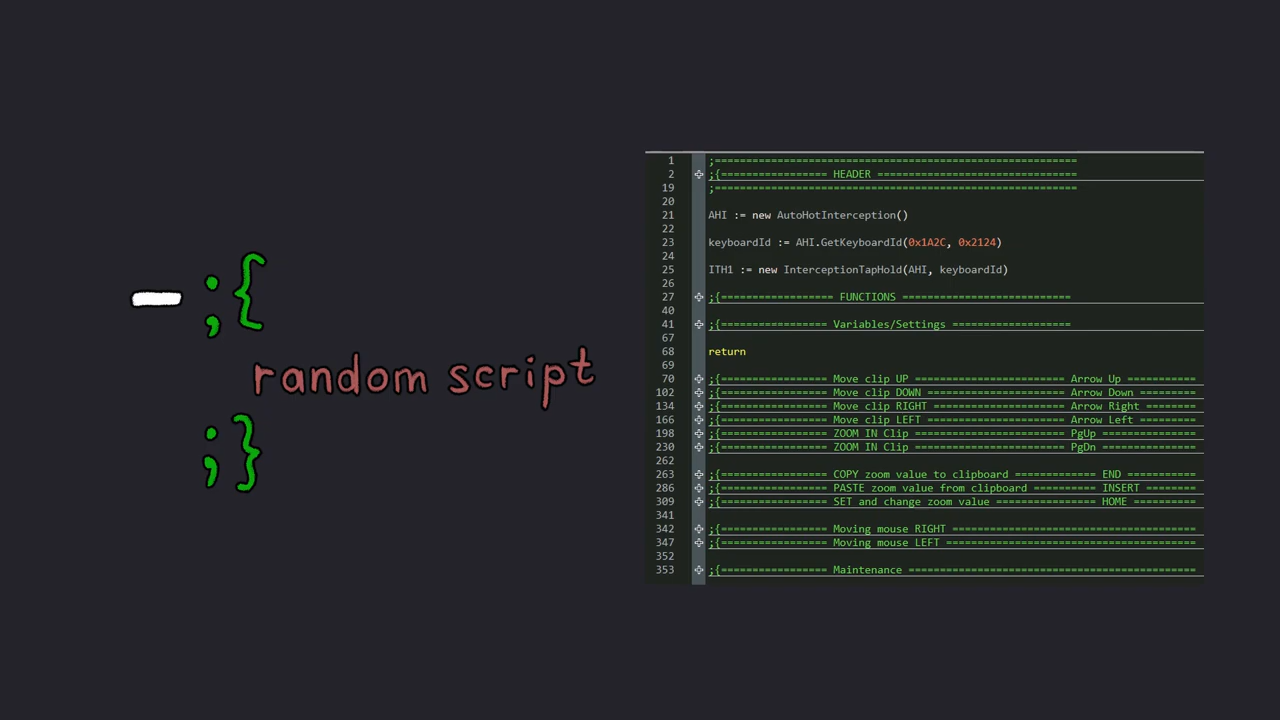 ;{
random script
;}
1 ;==========================================================
2 ;{================= HEADER ================================
19 ;==========================================================
20
21 AHI := new AutoHotInterception()
22
23 keyboardId := AHI.GetKeyboardId(0x1A2C, 0x2124)
24
25 ITH1 := new InterceptionTapHold(AHI, keyboardId)
26
27 ;{================= FUNCTIONS ===========================
40
41 ;{================= Variables/Settings ===================
67
68 return
69
70 ;{================= Move clip UP ======================== Arrow Up ===========
102 ;{================= Move clip DOWN ====================== Arrow Down ==========
134 ;{================= Move clip RIGHT ===================== Arrow Right ========
166 ;{================= Move clip LEFT ====================== Arrow Left =========
198 ;{================= ZOOM IN Clip ======================== PgUp ================
230 ;{================= ZOOM IN Clip ======================== PgDn ===============
262
263 ;{================= COPY zoom value to clipboard ============= END ============
286 ;{================= PASTE zoom value from clipboard ========== INSERT =========
309 ;{================= SET and change zoom value ================ HOME ==========
341
342 ;{================= Moving mouse RIGHT =======================================
347 ;{================= Moving mouse LEFT ========================================
352
353 ;{================= Maintenance ==============================================